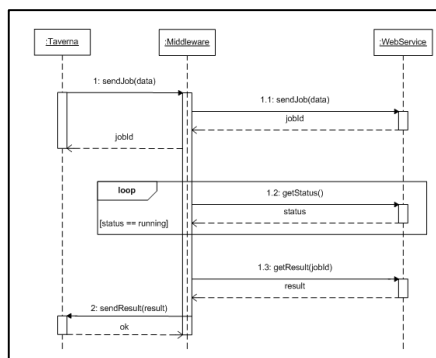 :Taverna
:Middleware
:WebService
1: sendJob(data)
1.1: sendJob(data)
jobId
jobId
loop
1.2: getStatus()
status
[status == running]
1.3: getResult(jobId)
result
2: sendResult(result)
ok